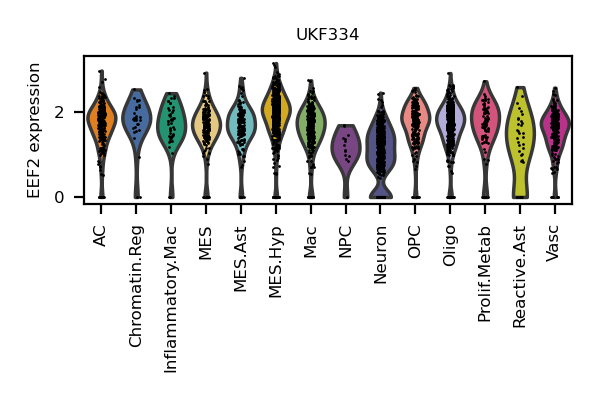 UKF334
EEF2 expression
2
0
AC
Chromatin.Reg
Inflammatory.Mac
MES
MES.Ast
MES.Hyp
Mac
NPC
Neuron
OPC
Oligo
Prolif.Metab
Reactive.Ast
Vasc